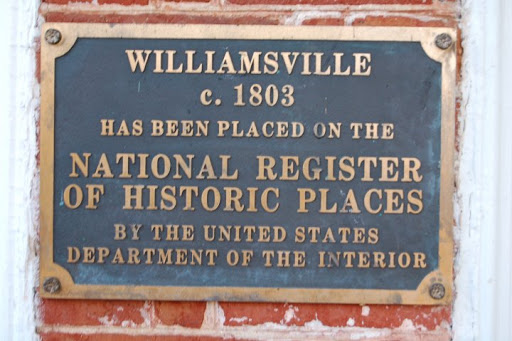 WILLIAMSVILLE
c. 1803
HAS BEEN PLACED ON THE
NATIONAL REGISTER
OF HISTORIC PLACES
BY THE UNITED STATES
DEPARTMENT OF THE INTERIOR